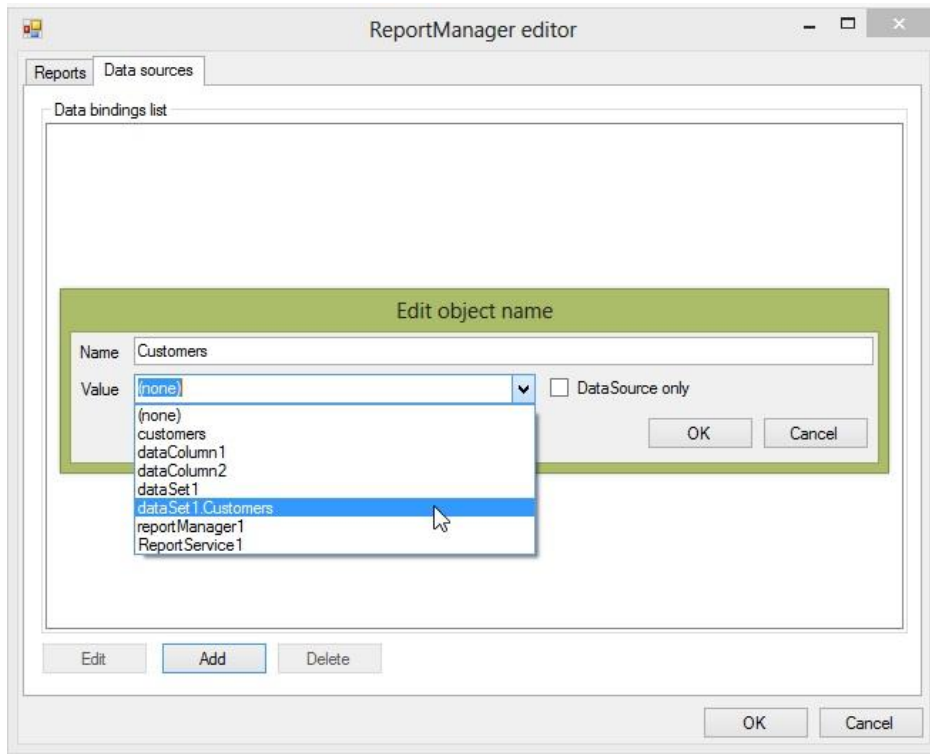 ReportManager editor
Reports Data sources
Data bindings list
Edit object name
Name Customers
Value (none) DataSource only
(none)
customers
dataColumn1
dataColumn2
dataSet1
dataSet1.Customers
reportManager1
ReportService1
OK Cancel
Edit Add Delete
OK Cancel